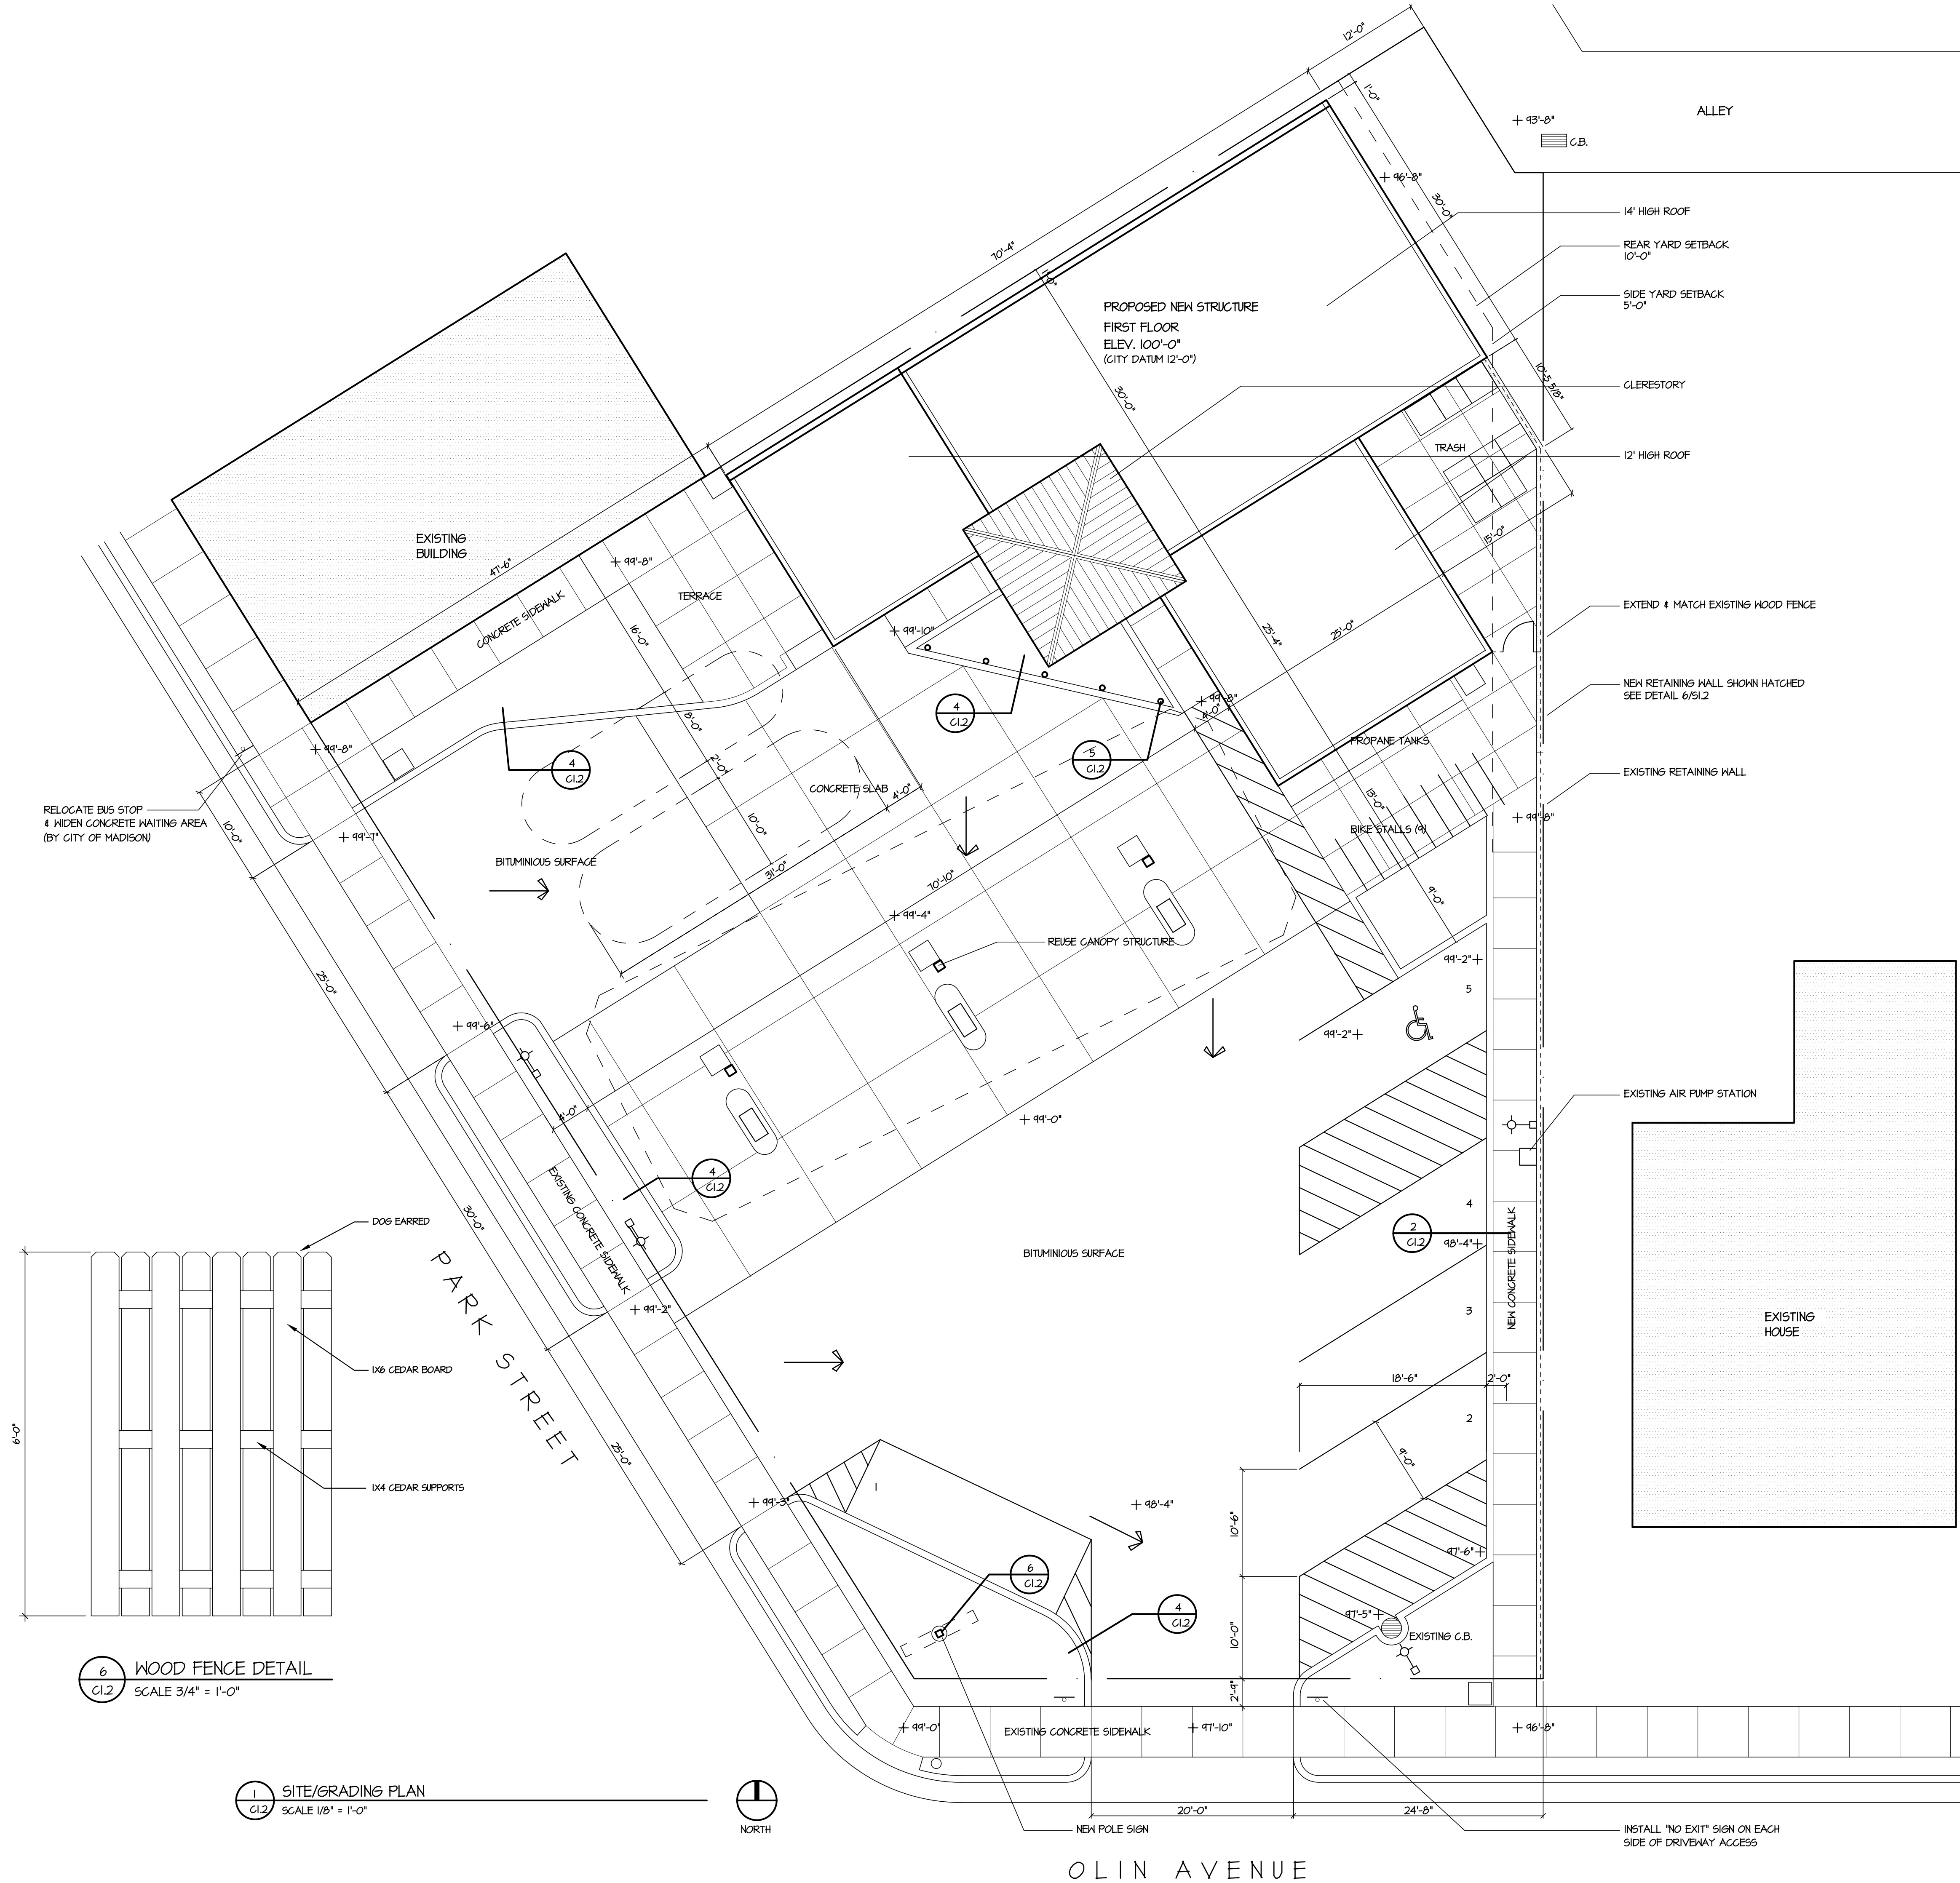 12'-0"
1'-0"
ALLEY
93'-8"
C.B.
96'-8"
30'-0"
14' HIGH ROOF
REAR YARD SETBACK
10'-0"
SIDE YARD SETBACK
5'-0"
70'-4"
PROPOSED NEW STRUCTURE
FIRST FLOOR
ELEV. 100'-0"
(CITY DATUM 12'-0")
30'-0"
10'-5 5/8"
CLERESTORY
TRASH
12' HIGH ROOF
15'-0"
EXISTING
BUILDING
47'-6"
CONCRETE SIDEWALK
99'-8"
TERRACE
16'-0"
99'-10"
25'-4"
25'-0"
EXTEND & MATCH EXISTING WOOD FENCE
NEW RETAINING WALL SHOWN HATCHED
SEE DETAIL 6/S1.2
99'-8"
4'-0"
4
C1.2
5
C1.2
8'-0"
2'-0"
PROPANE TANKS
99'-8"
4
C1.2
EXISTING RETAINING WALL
CONCRETE SLAB
4'-0"
13'-0"
99'-8"
BIKE STALLS (9)
RELOCATE BUS STOP
& WIDEN CONCRETE WAITING AREA
(BY CITY OF MADISON)
10'-0"
99'-7"
10'-0"
BITUMINIOUS SURFACE
31'-0"
70'-10"
9'-0"
99'-4"
REUSE CANOPY STRUCTURE
99'-2"
25'-0"
5
99'-6"
99'-2"
EXISTING AIR PUMP STATION
4'-0"
99'-0"
4
C1.2
EXISTING CONCRETE SIDEWALK
4
2
C1.2
98'-4"
NEW CONCRETE SIDEWALK
BITUMINIOUS SURFACE
30'-0"
DOG EARRED
PARK STREET
99'-2"
3
EXISTING
HOUSE
1X6 CEDAR BOARD
18'-6"
2'-0"
2
6'-0"
25'-0"
9'-0"
1X4 CEDAR SUPPORTS
1
99'-3"
98'-4"
10'-6"
97'-6"
6
C1.2
4
C1.2
97'-5"
10'-0"
EXISTING C.B.
6
C1.2
WOOD FENCE DETAIL
SCALE 3/4" = 1'-0"
2'-9"
99'-0"
EXISTING CONCRETE SIDEWALK
97'-10"
96'-8"
1
C1.2
SITE/GRADING PLAN
SCALE 1/8" = 1'-0"
NORTH
20'-0"
24'-8"
NEW POLE SIGN
INSTALL "NO EXIT" SIGN ON EACH
SIDE OF DRIVEWAY ACCESS
OLIN AVENUE